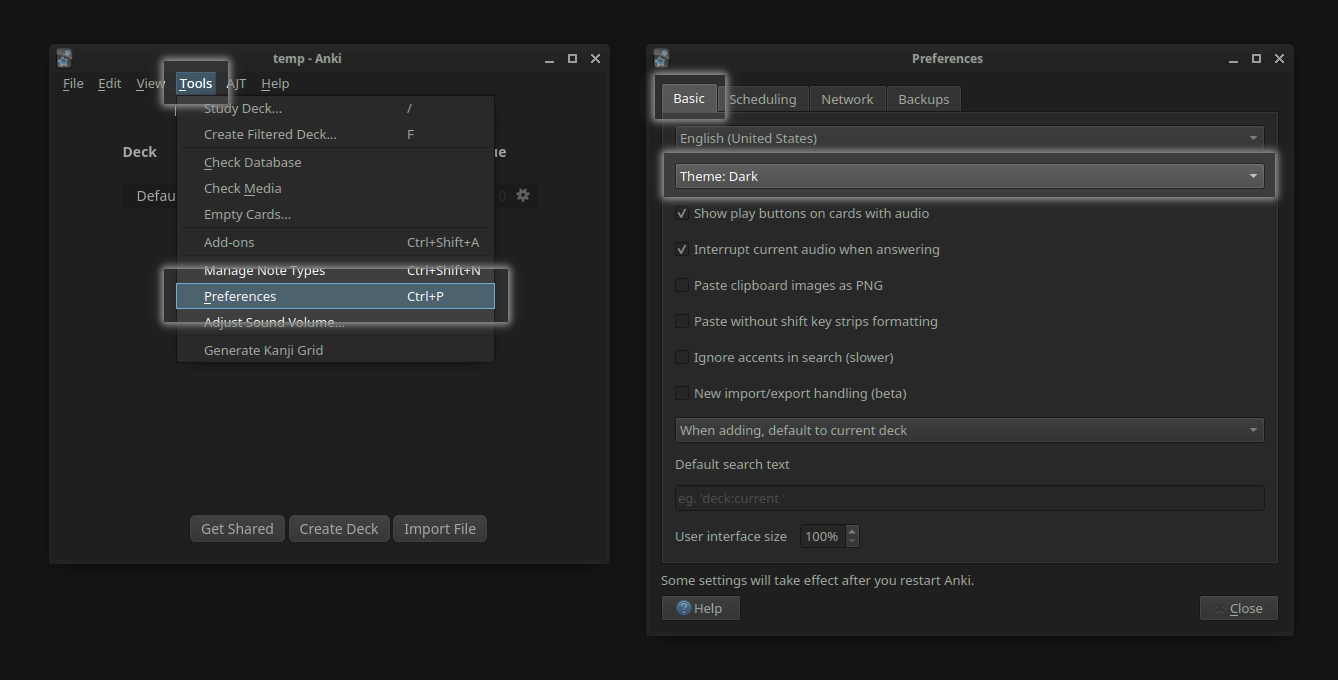 temp - Anki
File Edit View Tools AJT Help
Study Deck... /
Create Filtered Deck... F
Check Database
Check Media
Empty Cards...
Add-ons Ctrl+Shift+A
Manage Note Types Ctrl+Shift+N
Preferences Ctrl+P
Adjust Sound Volume...
Generate Kanji Grid
Deck
Defau
0
Get Shared Create Deck Import File
Preferences
Basic Scheduling Network Backups
English (United States)
Theme: Dark
Show play buttons on cards with audio
Interrupt current audio when answering
Paste clipboard images as PNG
Paste without shift key strips formatting
Ignore accents in search (slower)
New import/export handling (beta)
When adding, default to current deck
Default search text
eg. 'deck:current '
User interface size 100%
Some settings will take effect after you restart Anki.
? Help Close